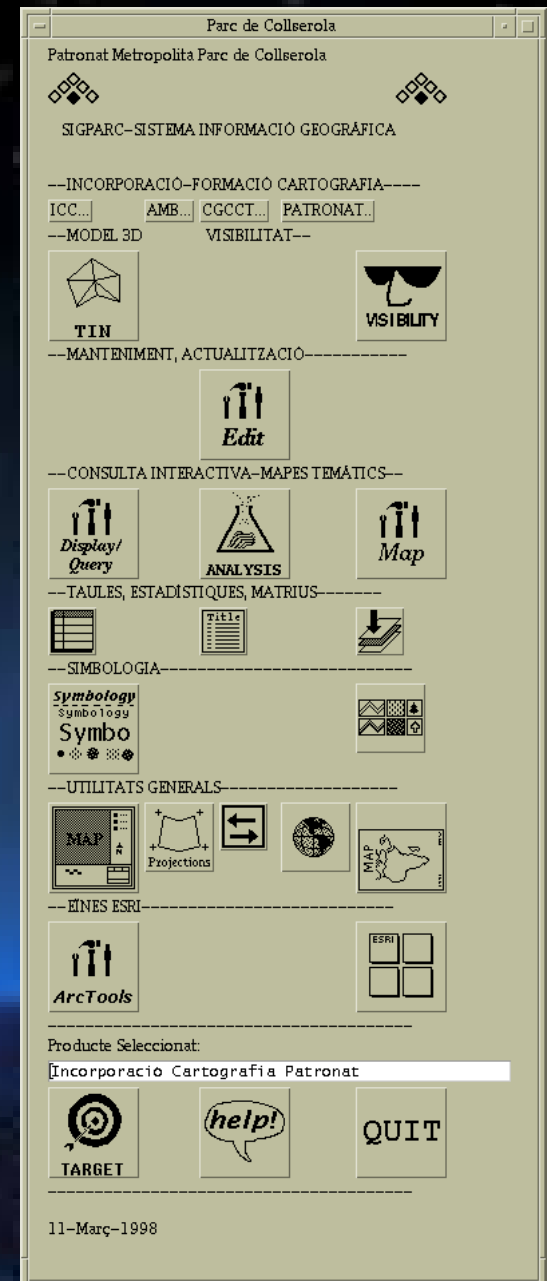 Parc de Collserola
Patronat Metropolita Parc de Collserola
SIGPARC-SISTEMA INFORMACIÓ GEOGRÁFICA
--INCORPORACIÓ-FORMACIÓ CARTOGRAFIA----
ICC... AMB... CGCCT... PATRONAT..
--MODEL 3D VISIBILITAT--
TIN VISIBILITY
--MANTENIMENT, ACTUALITZACIÓ-----------
Edit
--CONSULTA INTERACTIVA-MAPES TEMÀTICS--
Display/
Query
ANALYSIS
Map
--TAULES, ESTADÍSTIQUES, MATRIUS-------
Title
--SIMBOLOGIA---------------------------
Symbology
Symbology
Symbo
--UTILITATS GENERALS-------------------
MAP
Projections
MAP
--EÏNES ESRI---------------------------
ArcTools
ESRI
---------------------------------------
Producte Seleccionat:
Incorporació Cartografia Patronat
TARGET
help!
QUIT
---------------------------------------
11-Març-1998